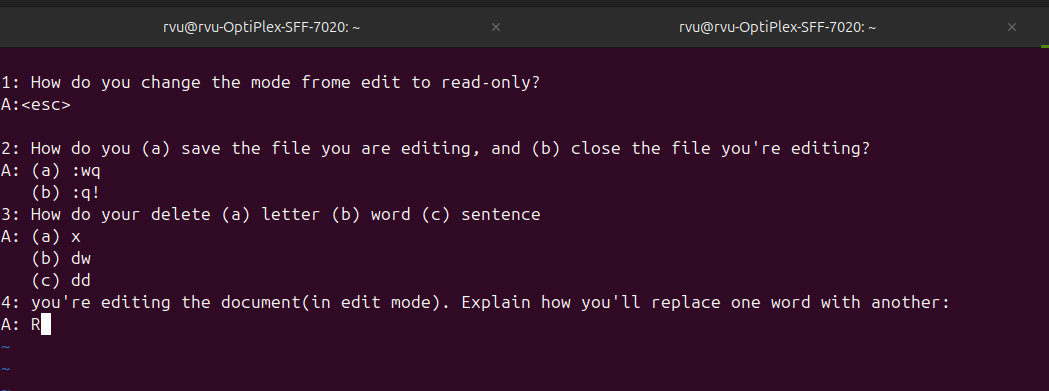 rvu@rvu-OptiPlex-SFF-7020: ~ × rvu@rvu-OptiPlex-SFF-7020: ~ ×
1: How do you change the mode frome edit to read-only?
A:<esc>
2: How do you (a) save the file you are editing, and (b) close the file you're editing?
A: (a) :wq
(b) :q!
3: How do your delete (a) letter (b) word (c) sentence
A: (a) x
(b) dw
(c) dd
4: you're editing the document(in edit mode). Explain how you'll replace one word with another:
A: R
~
~
~